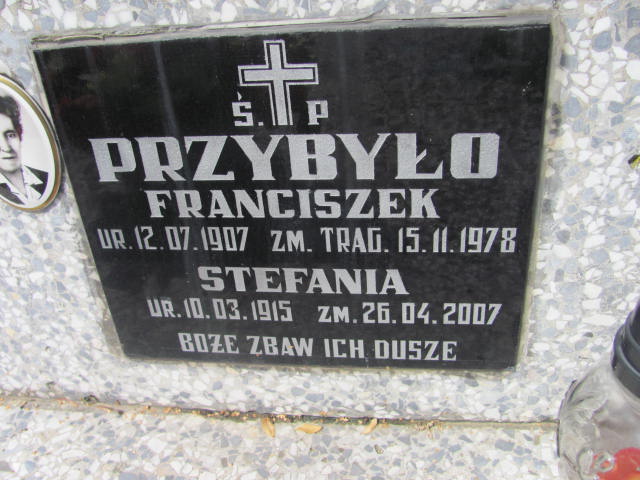 Ś. P
PRZYBYŁO
FRANCISZEK
UR. 12.07.1907 ZM. TRAG. 15.11.1978
STEFANIA
UR. 10.03.1915 ZM. 26.04.2007
BOŻE ZBAW ICH DUSZE